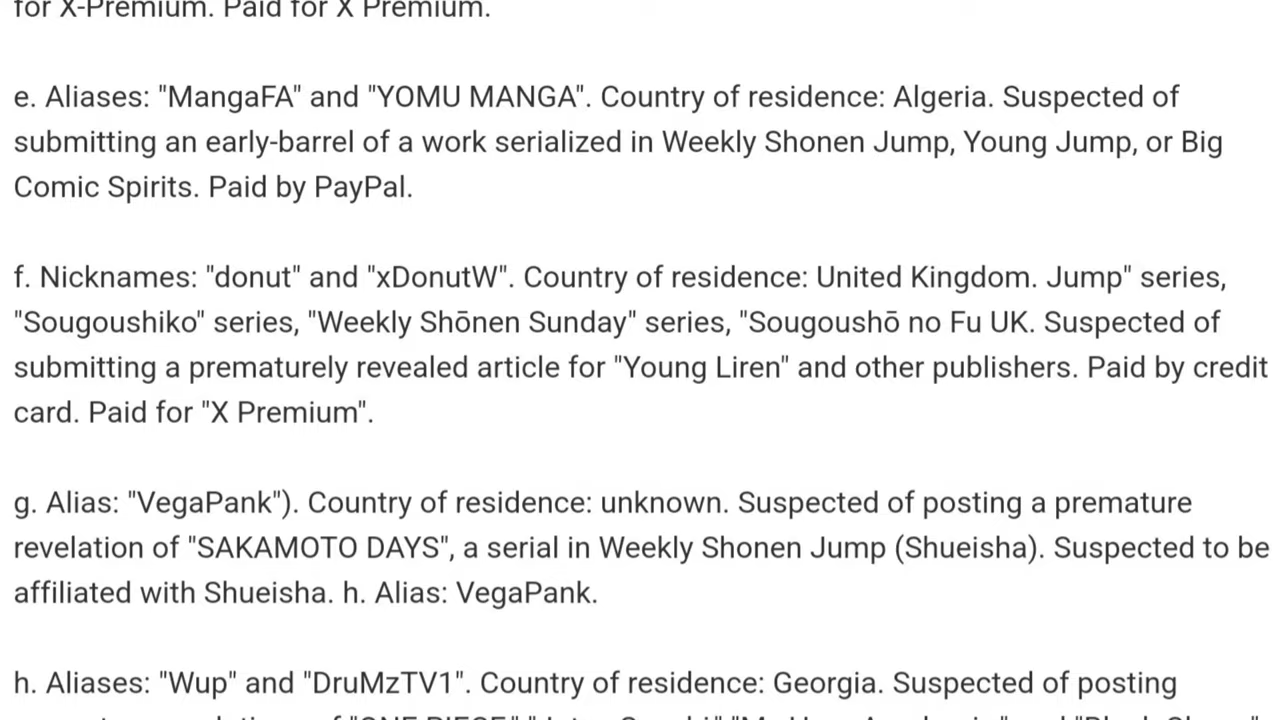 for X-Premium. Paid for X Premium.
e. Aliases: "MangaFA" and "YOMU MANGA". Country of residence: Algeria. Suspected of
submitting an early-barrel of a work serialized in Weekly Shonen Jump, Young Jump, or Big
Comic Spirits. Paid by PayPal.
f. Nicknames: "donut" and "xDonutW". Country of residence: United Kingdom. Jump" series,
"Sougoushiko" series, "Weekly Shōnen Sunday" series, "Sougoushō no Fu UK. Suspected of
submitting a prematurely revealed article for "Young Liren" and other publishers. Paid by credit
card. Paid for "X Premium".
g. Alias: "VegaPank"). Country of residence: unknown. Suspected of posting a premature
revelation of "SAKAMOTO DAYS", a serial in Weekly Shonen Jump (Shueisha). Suspected to be
affiliated with Shueisha. h. Alias: VegaPank.
h. Aliases: "Wup" and "DruMzTV1". Country of residence: Georgia. Suspected of posting